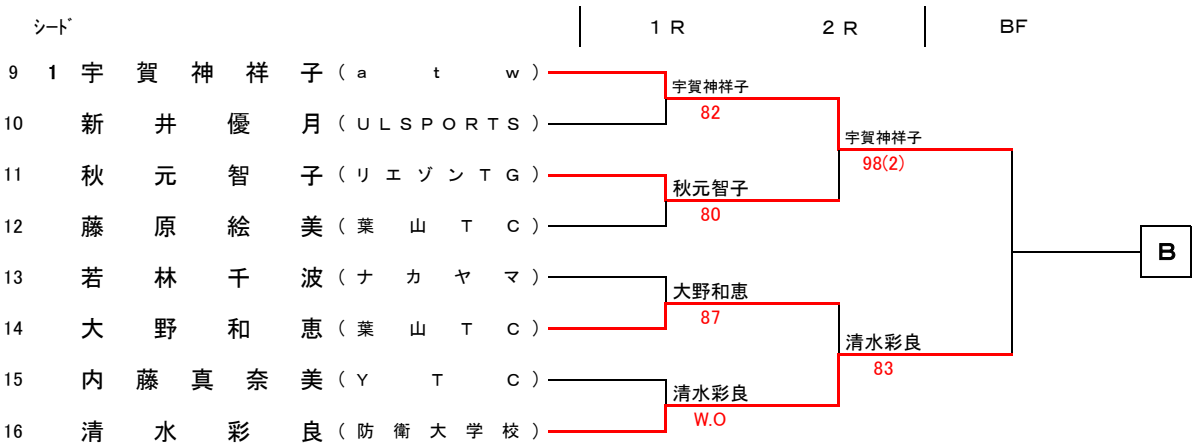 シード 1 R 2 R BF
9 1 宇賀神祥子 (atw)
宇賀神祥子
82
10 新井優月 (ULSPORTS)
宇賀神祥子
98(2)
11 秋元智子 (リエゾンTG)
秋元智子
80
12 藤原絵美 (葉山TC)
B
13 若林千波 (ナカヤマ)
大野和恵
87
14 大野和恵 (葉山TC)
清水彩良
83
15 内藤真奈美 (YTC)
清水彩良
W.O
16 清水彩良 (防衛大学校)